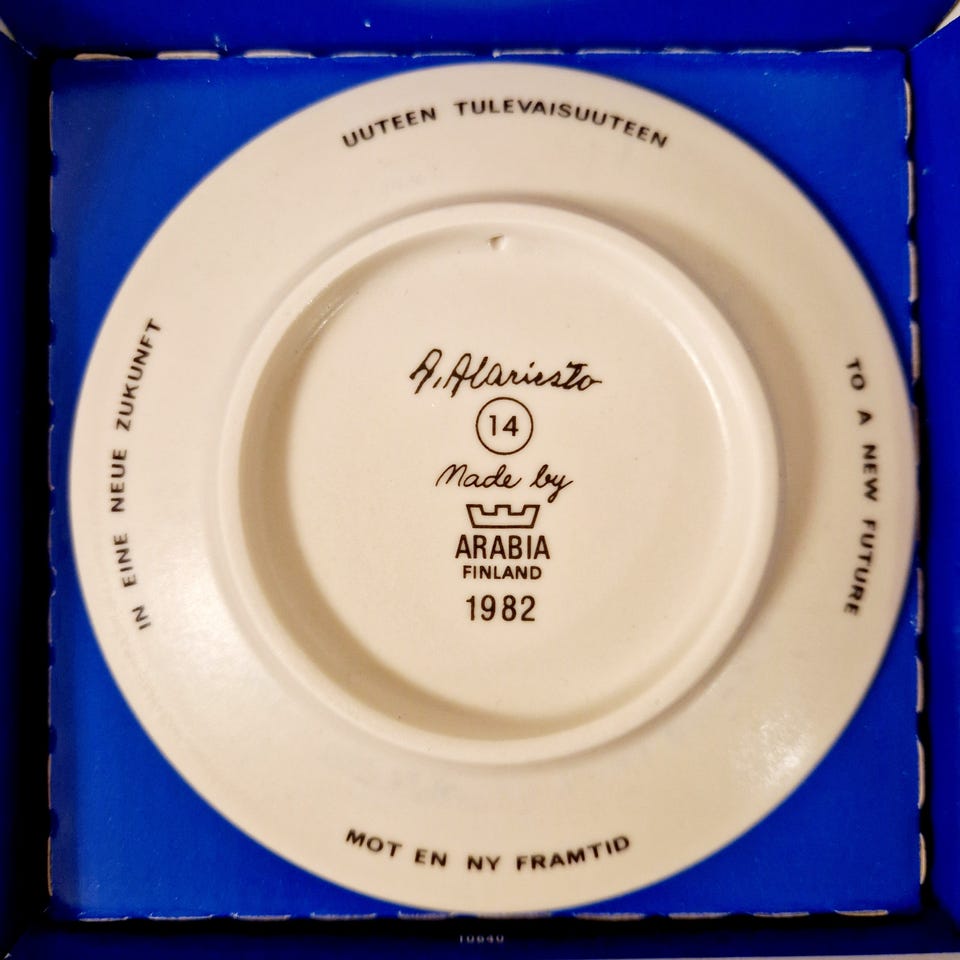 UUTEEN TULEVAISUUTEEN
TO A NEW FUTURE
MOT EN NY FRAMTID
IN EINE NEUE ZUKUNFT
A. Alariesto
14
Made by
ARABIA
FINLAND
1982
10640